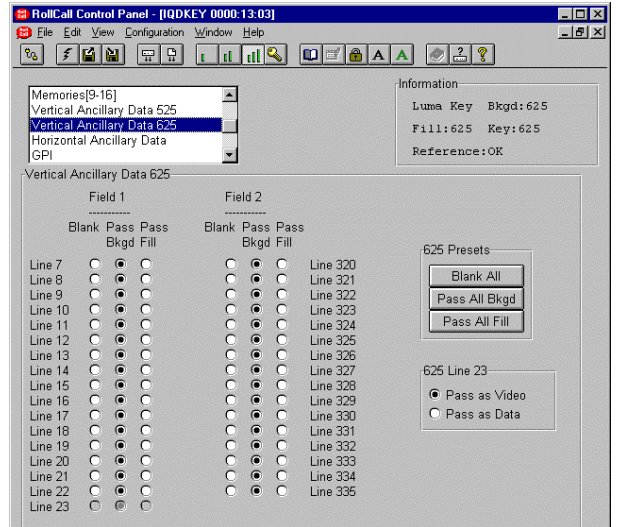 RollCall Control Panel - [IQDKEY 0000:13:03]
File Edit View Configuration Window Help
Memories[9-16]
Vertical Ancillary Data 525
Vertical Ancillary Data 625
Horizontal Ancillary Data
GPI
Information
Luma Key Bkgd:625
Fill:625 Key:625
Reference:OK
Vertical Ancillary Data 625
Field 1 Field 2
----------- -----------
Blank Pass Pass Blank Pass Pass
Bkgd Fill Bkgd Fill
Line 7 Line 320
Line 8 Line 321
Line 9 Line 322
Line 10 Line 323
Line 11 Line 324
Line 12 Line 325
Line 13 Line 326
Line 14 Line 327
Line 15 Line 328
Line 16 Line 329
Line 17 Line 330
Line 18 Line 331
Line 19 Line 332
Line 20 Line 333
Line 21 Line 334
Line 22 Line 335
Line 23
625 Presets
Blank All
Pass All Bkgd
Pass All Fill
625 Line 23
Pass as Video
Pass as Data